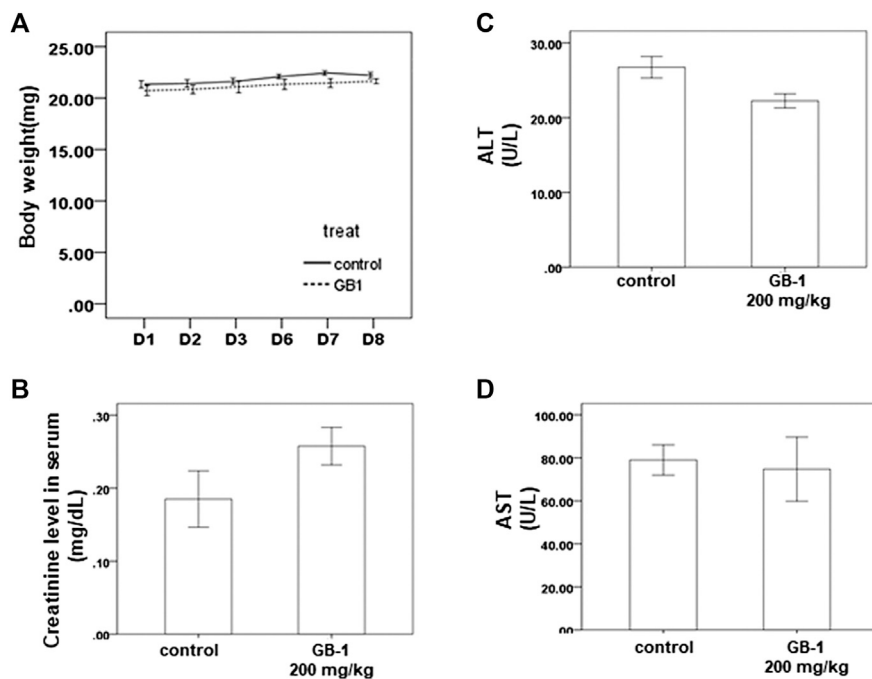 A
25.00
20.00
15.00
10.00
5.00
.00
Body weight(mg)
treat
control
GB1
D1 D2 D3 D6 D7 D8
B
.30
.20
.10
.00
Creatinine level in serum
(mg/dL)
control
GB-1
200 mg/kg
C
30.00
20.00
10.00
.00
ALT
(U/L)
control
GB-1
200 mg/kg
D
100.00
80.00
60.00
40.00
20.00
.00
AST
(U/L)
control
GB-1
200 mg/kg